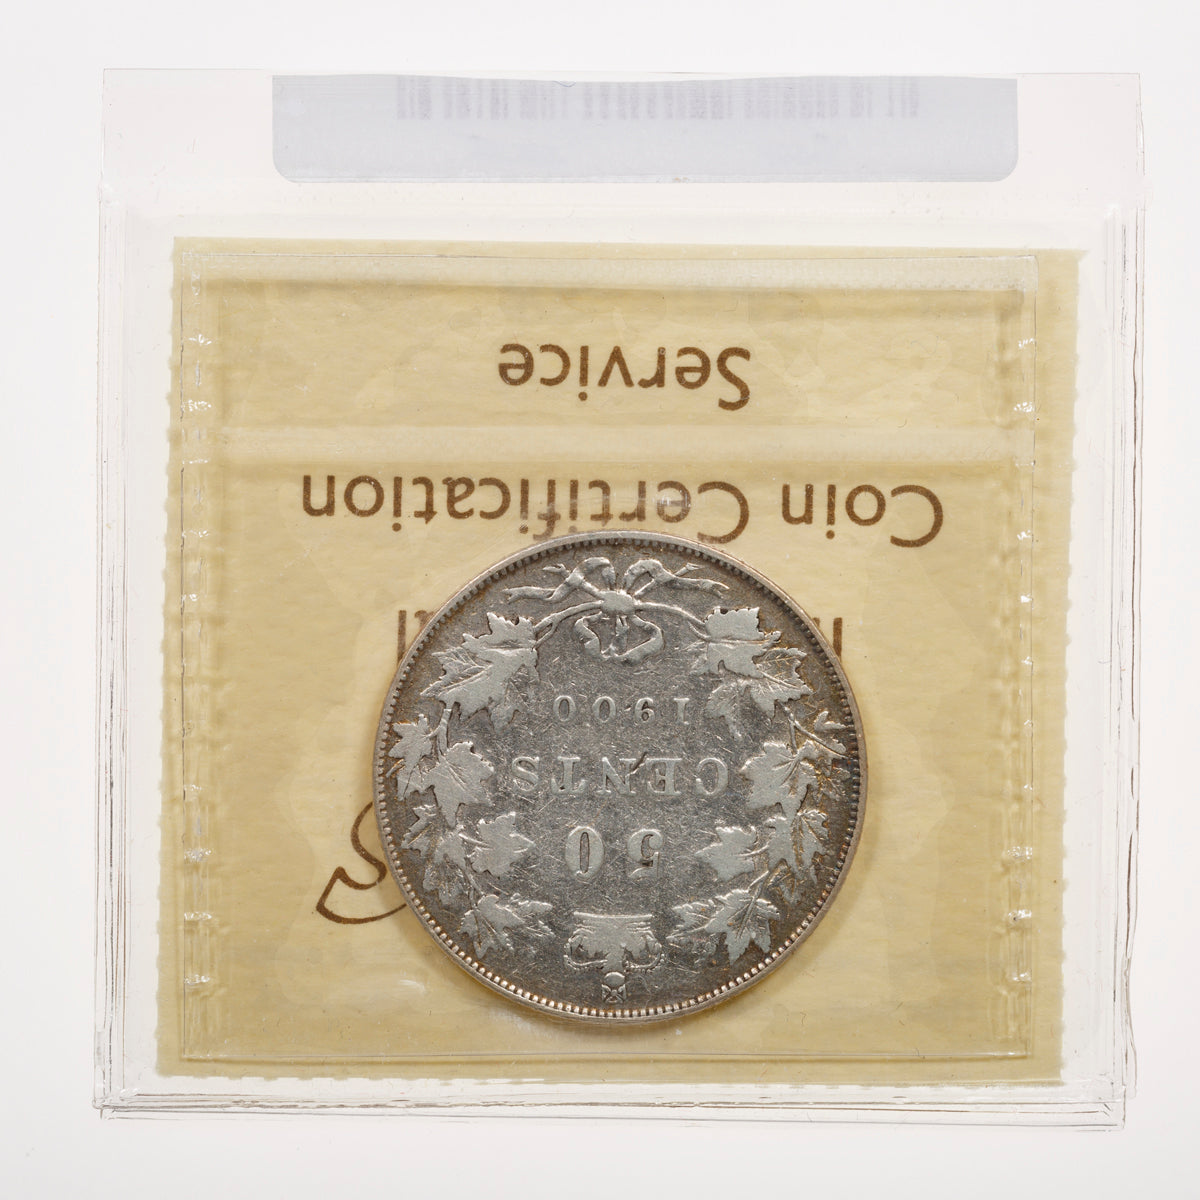 50
CENTS
1900
Coin Certification
Service